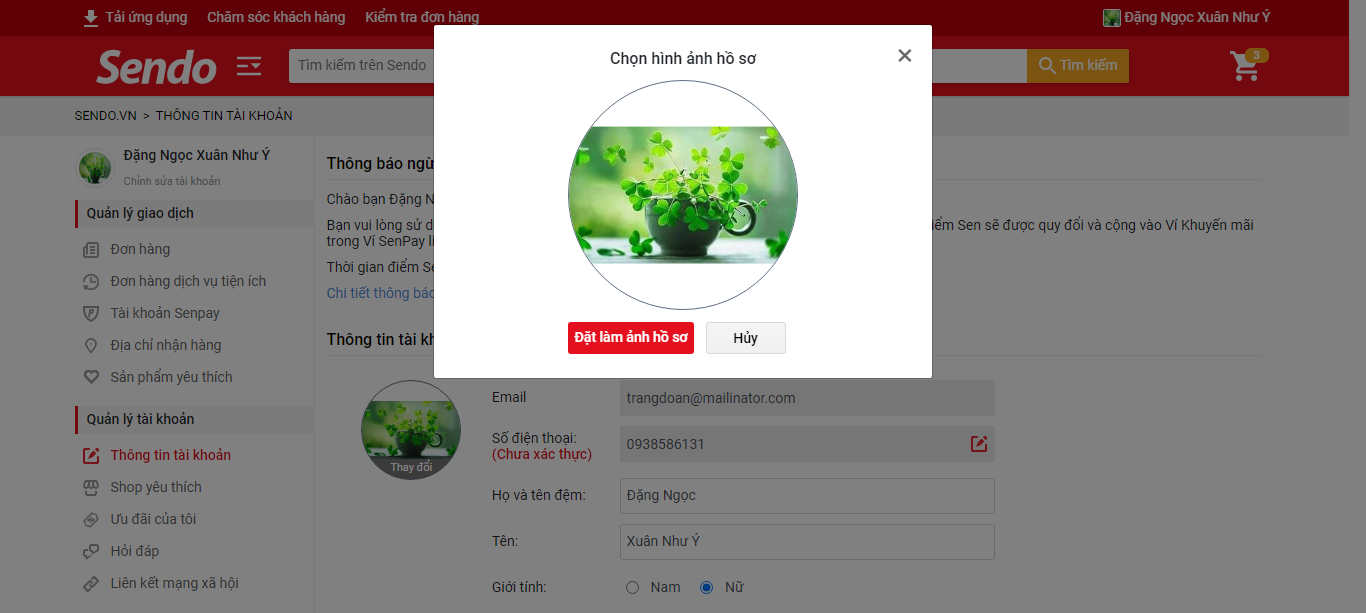 Tải ứng dụng Chăm sóc khách hàng Kiểm tra đơn hàng Đặng Ngọc Xuân Như Ý
Sendo Tìm kiếm trên Sendo Tìm kiếm 3
SENDO.VN > THÔNG TIN TÀI KHOẢN
Chọn hình ảnh hồ sơ
Đặt làm ảnh hồ sơ Hủy
Đặng Ngọc Xuân Như Ý
Chỉnh sửa tài khoản
Quản lý giao dịch
Đơn hàng
Đơn hàng dịch vụ tiện ích
Tài khoản Senpay
Địa chỉ nhận hàng
Sản phẩm yêu thích
Quản lý tài khoản
Thông tin tài khoản
Shop yêu thích
Ưu đãi của tôi
Hỏi đáp
Liên kết mạng xã hội
Thông báo ngừ
Chào bạn Đặng N
Bạn vui lòng sử d iểm Sen sẽ được quy đổi và cộng vào Ví Khuyến mãi
trong Ví SenPay li
Thời gian điểm Se
Chi tiết thông báo
Thông tin tài kh
Thay đổi
Email trangdoan@mailinator.com
Số điện thoại: 0938586131
(Chưa xác thực)
Họ và tên đệm: Đặng Ngọc
Tên: Xuân Như Ý
Giới tính: Nam Nữ